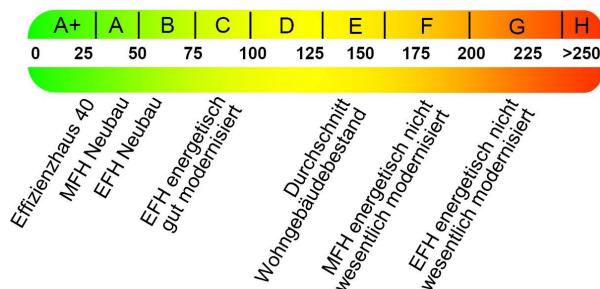 A+ A B C D E F G H
0 25 50 75 100 125 150 175 200 225 >250
Effizienzhaus 40
MFH Neubau
EFH Neubau
EFH energetisch
gut modernisiert
Durchschnitt
Wohngebäudebestand
MFH energetisch nicht
wesentlich modernisiert
EFH energetisch nicht
wesentlich modernisiert